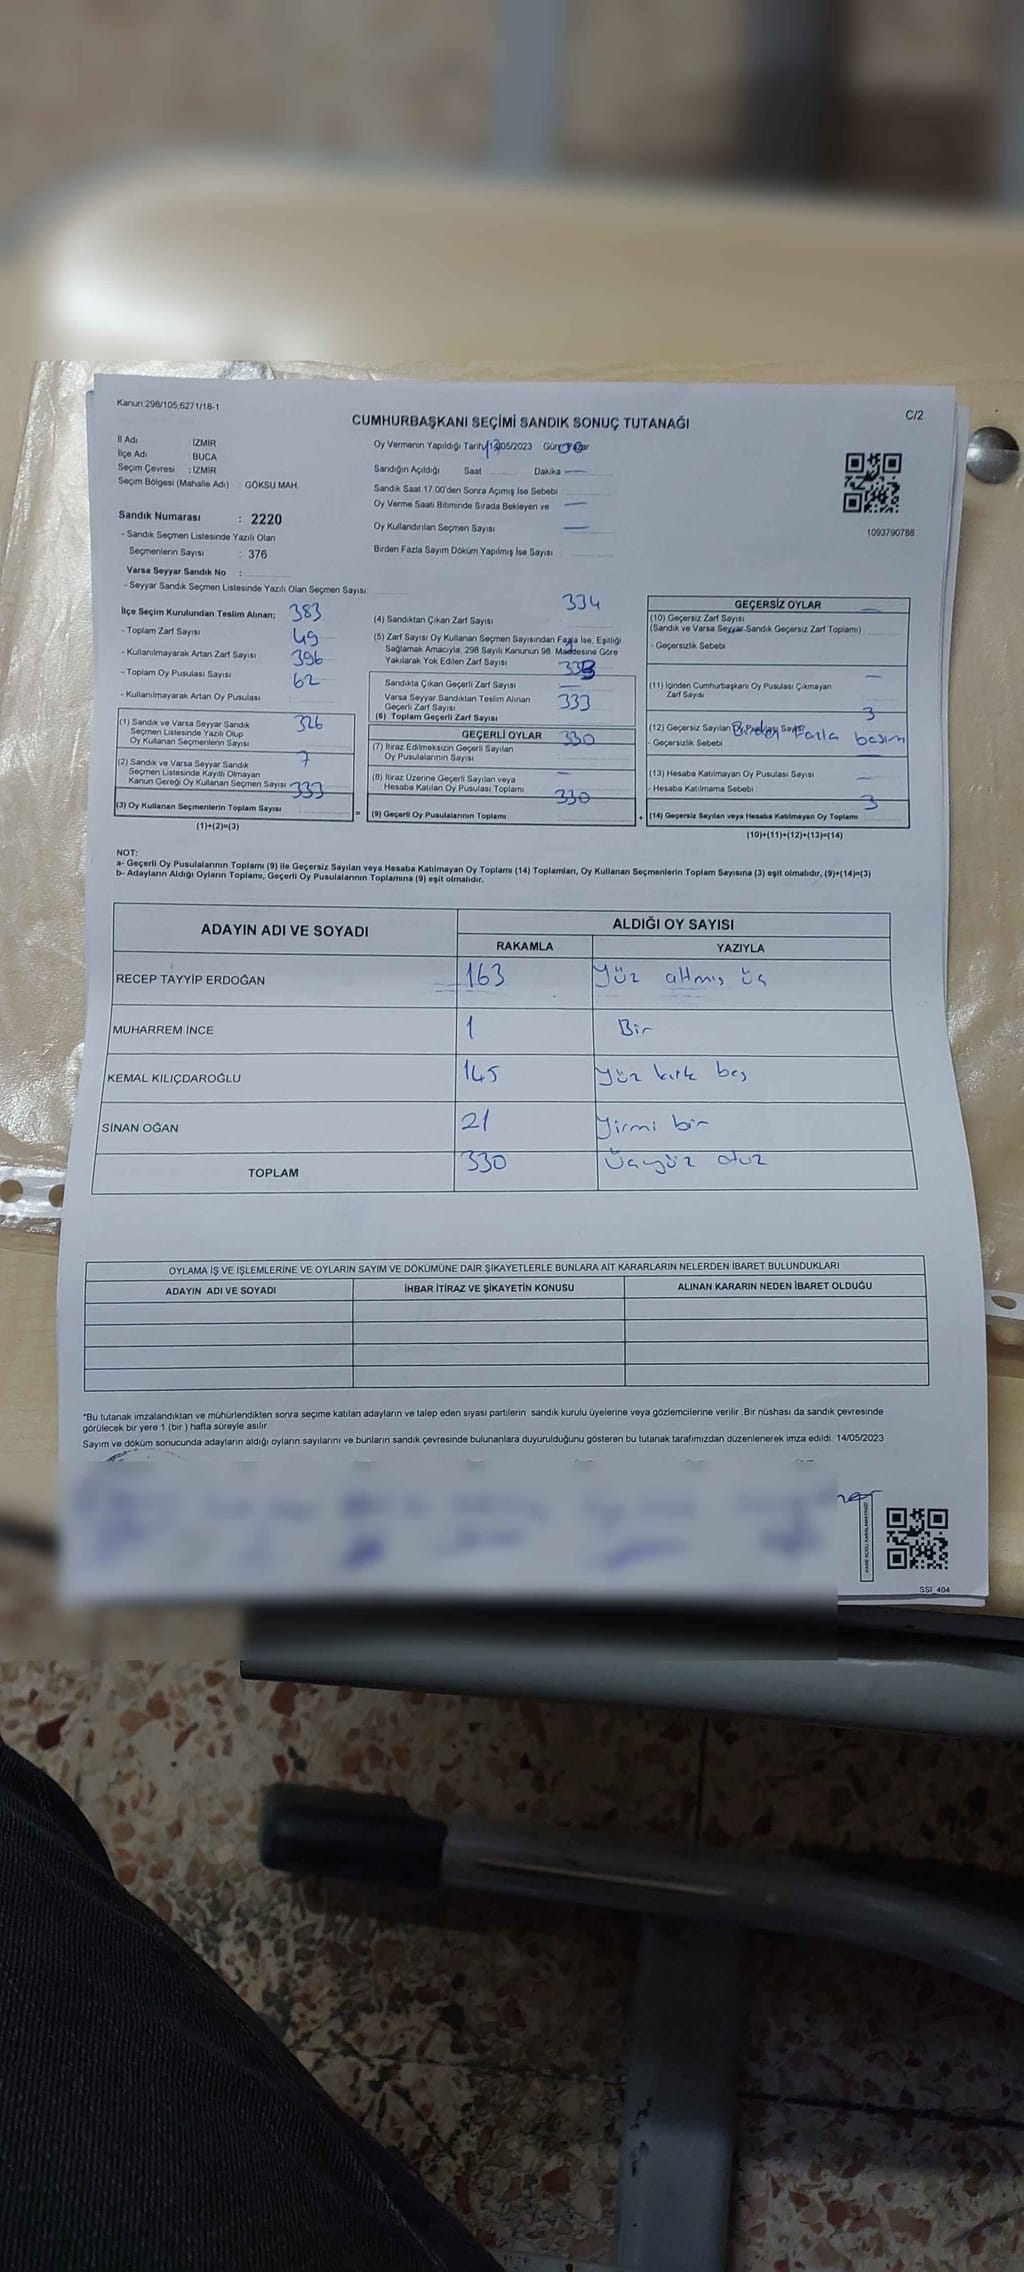 Kanun:298/105;6271/18-1
C/2
CUMHURBAŞKANI SEÇİMİ SANDIK SONUÇ TUTANAĞI
İl Adı : İZMİR
İlçe Adı : BUCA
Seçim Çevresi : İZMİR
Seçim Bölgesi (Mahalle Adı) : GÖKSU MAH.
Sandık Numarası : 2220
- Sandık Seçmen Listesinde Yazılı Olan
Seçmenlerin Sayısı : 376
Varsa Seyyar Sandık No :
- Seyyar Sandık Seçmen Listesinde Yazılı Olan Seçmen Sayısı:
Oy Vermenin Yapıldığı Tarih /05/2023 Gün
Sandığın Açıldığı Saat Dakika —
Sandık Saat 17.00'den Sonra Açılmış İse Sebebi
Oy Verme Saati Bitiminde Sırada Bekleyen ve —
Oy Kullandırılan Seçmen Sayısı —
Birden Fazla Sayım Döküm Yapılmış İse Sayısı
1093790788
İlçe Seçim Kurulundan Teslim Alınan; 383
- Toplam Zarf Sayısı 49
- Kullanılmayarak Artan Zarf Sayısı 396
- Toplam Oy Pusulası Sayısı 62
- Kullanılmayarak Artan Oy Pusulası
(1) Sandık ve Varsa Seyyar Sandık 326
Seçmen Listesinde Yazılı Olup
Oy Kullanan Seçmenlerin Sayısı
(2) Sandık ve Varsa Seyyar Sandık 7
Seçmen Listesinde Kayıtlı Olmayan
Kanun Gereği Oy Kullanan Seçmen Sayısı 333
(3) Oy Kullanan Seçmenlerin Toplam Sayısı
(1)+(2)=(3)
334
(4) Sandıktan Çıkan Zarf Sayısı
(5) Zarf Sayısı Oy Kullanan Seçmen Sayısından Fazla İse, Eşitliği
Sağlamak Amacıyla; 298 Sayılı Kanunun 98. Maddesine Göre
Yakılarak Yok Edilen Zarf Sayısı 333
Sandıkta Çıkan Geçerli Zarf Sayısı —
Varsa Seyyar Sandıktan Teslim Alınan 333
Geçerli Zarf Sayısı
(6) Toplam Geçerli Zarf Sayısı
GEÇERLİ OYLAR 330
(7) İtiraz Edilmeksizin Geçerli Sayılan
Oy Pusulalarının Sayısı
(8) İtiraz Üzerine Geçerli Sayılan veya —
Hesaba Katılan Oy Pusulası Toplamı 330
= (9) Geçerli Oy Pusulalarının Toplamı
GEÇERSİZ OYLAR —
(10) Geçersiz Zarf Sayısı
(Sandık ve Varsa Seyyar Sandık Geçersiz Zarf Toplamı)
- Geçersizlik Sebebi
(11) İçinden Cumhurbaşkanı Oy Pusulası Çıkmayan —
Zarf Sayısı
3
(12) Geçersiz Sayılan Oy Pusulası Sayısı
- Geçersizlik Sebebi Birden Fazla basım
(13) Hesaba Katılmayan Oy Pusulası Sayısı —
- Hesaba Katılmama Sebebi
3
+ (14) Geçersiz Sayılan veya Hesaba Katılmayan Oy Toplamı
(10)+(11)+(12)+(13)=(14)
NOT:
a- Geçerli Oy Pusulalarının Toplamı (9) ile Geçersiz Sayılan veya Hesaba Katılmayan Oy Toplamı (14) Toplamları, Oy Kullanan Seçmenlerin Toplam Sayısına (3) eşit olmalıdır, (9)+(14)=(3)
b- Adayların Aldığı Oyların Toplamı, Geçerli Oy Pusulalarının Toplamına (9) eşit olmalıdır.
ADAYIN ADI VE SOYADI ALDIĞI OY SAYISI
RAKAMLA YAZIYLA
RECEP TAYYİP ERDOĞAN 163 Yüz altmış üç
MUHARREM İNCE 1 Bir
KEMAL KILIÇDAROĞLU 145 Yüz kırk beş
SİNAN OĞAN 21 Yirmi bir
TOPLAM 330 Üçyüz otuz
OYLAMA İŞ VE İŞLEMLERİNE VE OYLARIN SAYIM VE DÖKÜMÜNE DAİR ŞİKAYETLERLE BUNLARA AİT KARARLARIN NELERDEN İBARET BULUNDUKLARI
ADAYIN ADI VE SOYADI İHBAR İTİRAZ VE ŞİKAYETİN KONUSU ALINAN KARARIN NEDEN İBARET OLDUĞU
*Bu tutanak imzalandıktan ve mühürlendikten sonra seçime katılan adayların ve talep eden siyasi partilerin sandık kurulu üyelerine veya gözlemcilerine verilir .Bir nüshası da sandık çevresinde
görülecek bir yere 1 (bir ) hafta süreyle asılır.
Sayım ve döküm sonucunda adayların aldığı oyların sayılarını ve bunların sandık çevresinde bulunanlara duyurulduğunu gösteren bu tutanak tarafımızdan düzenlenerek imza edildi. 14/05/2023
KARE KODU KARALAMAYINIZ!
SSI_404